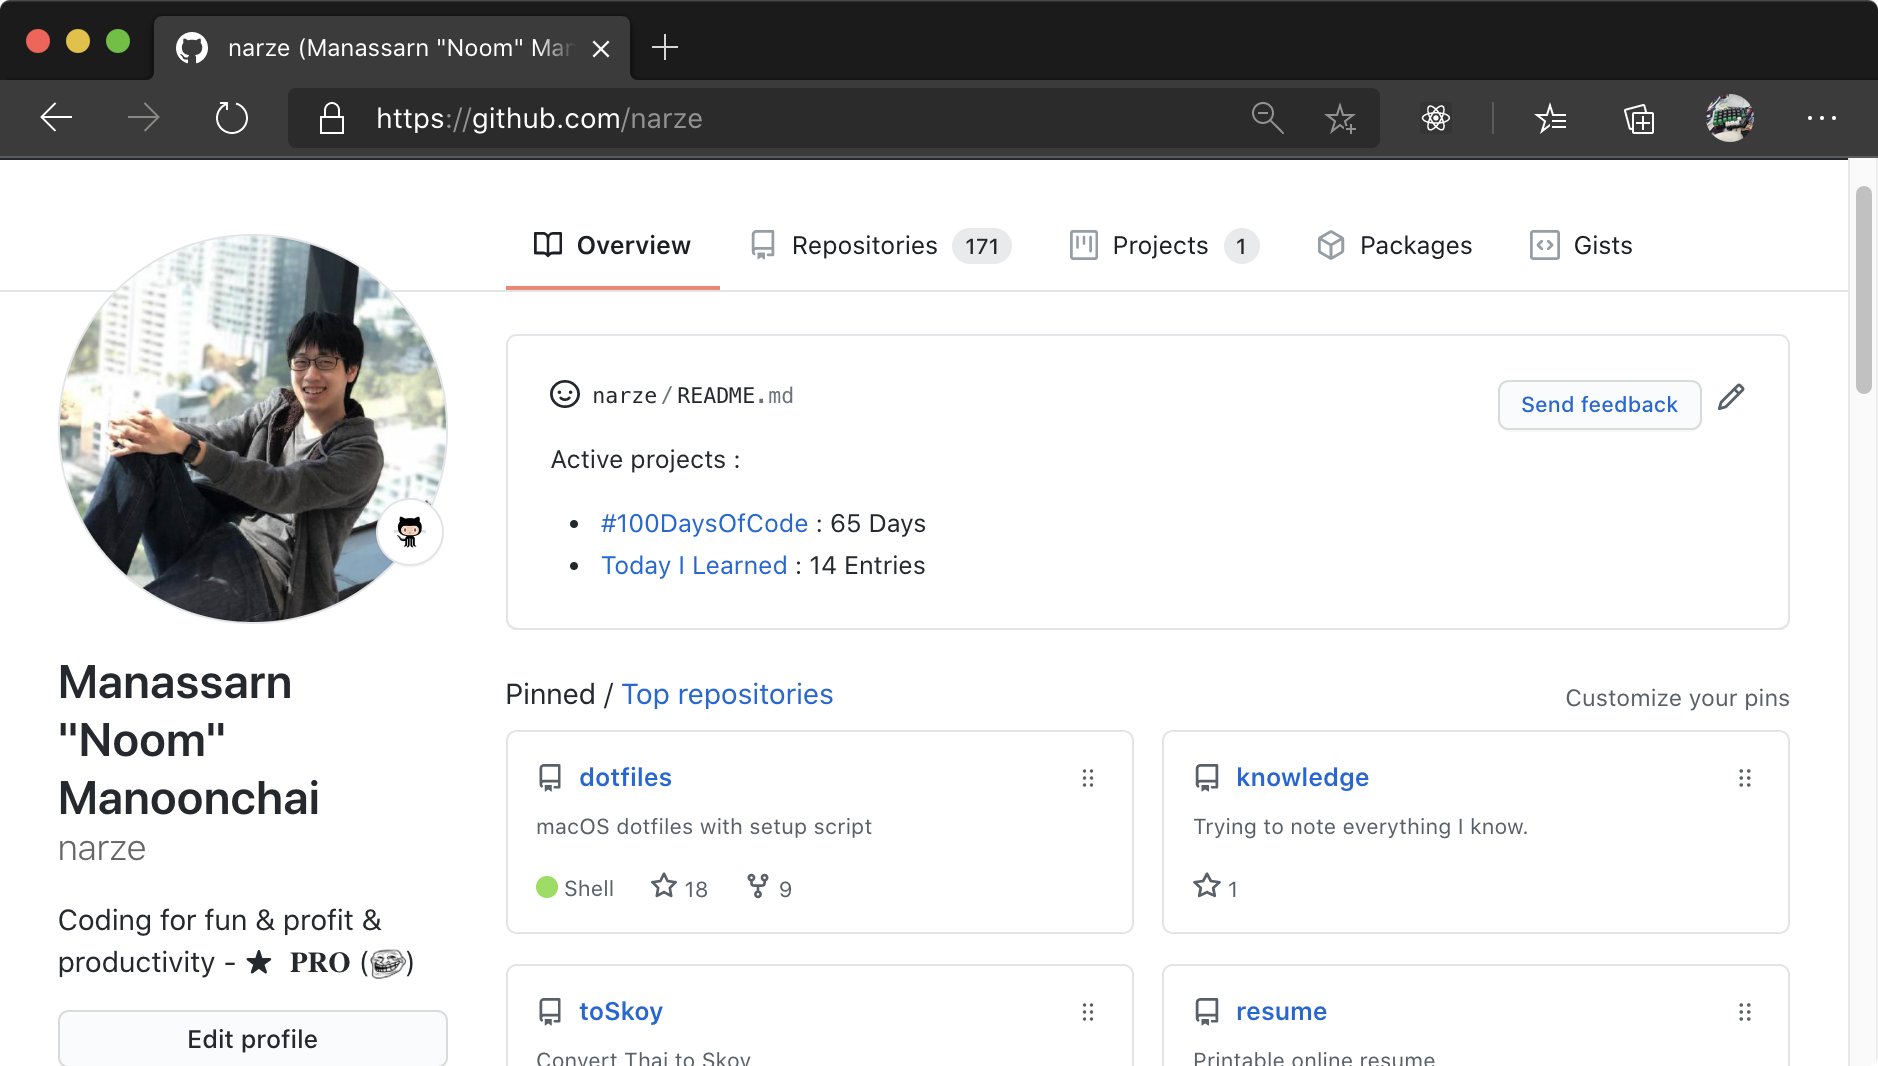 narze (Manassarn "Noom" Mar
https://github.com/narze
Overview
Repositories 171
Projects 1
Packages
Gists
narze/README.md
Send feedback
Active projects :
#100DaysOfCode : 65 Days
Today I Learned : 14 Entries
Manassarn
"Noom"
Manoonchai
narze
Coding for fun & profit &
productivity - ★ PRO ()
Edit profile
Pinned / Top repositories
Customize your pins
dotfiles
macOS dotfiles with setup script
Shell 18 9
knowledge
Trying to note everything I know.
1
toSkoy
Convert Thai to Skoy
resume
Printable online resume